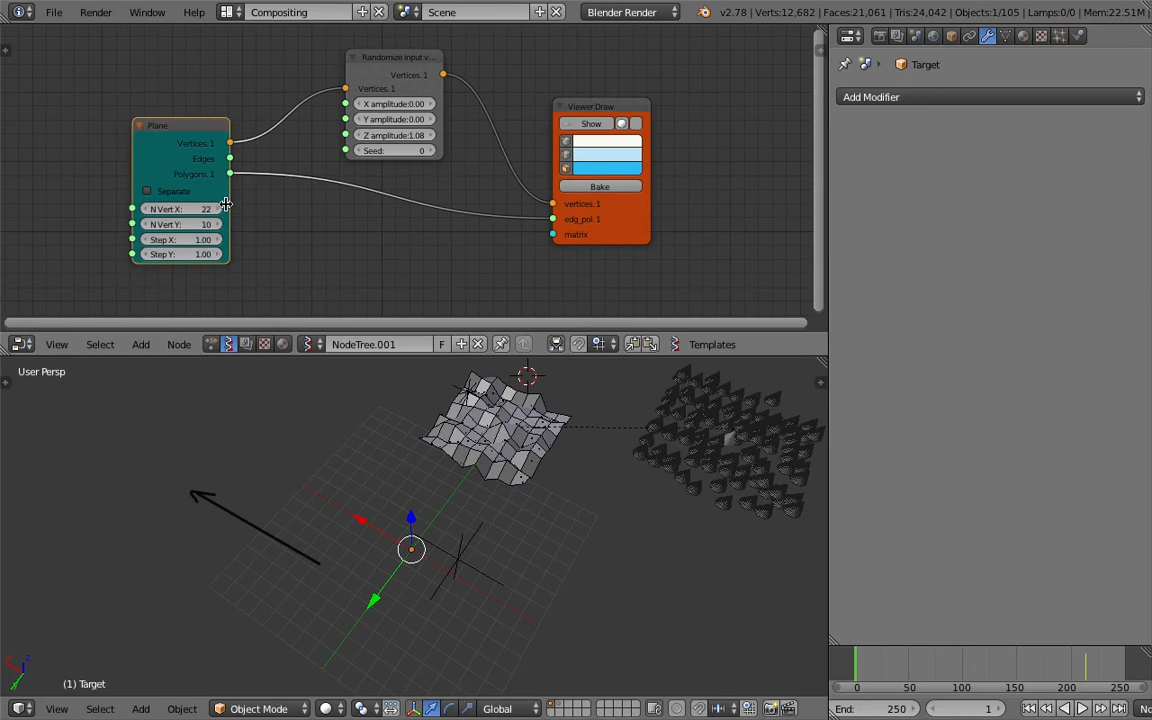 File Render Window Help Compositing Scene Blender Render v2.78 | Verts:12,682 | Faces:21,061 | Tris:24,042 | Objects:1/105 | Lamps:0/0 | Mem:22.51M
Target
Add Modifier
Randomize input v...
Vertices. 1
Vertices. 1
X amplitude:0.00
Y amplitude:0.00
Z amplitude:1.08
Seed: 0
Plane
Vertices. 1
Edges
Polygons. 1
Separate
N Vert X: 22
N Vert Y: 10
Step X: 1.00
Step Y: 1.00
Viewer Draw
Show
Bake
vertices. 1
edg_pol. 1
matrix
View Select Add Node NodeTree.001 F Templates
User Persp
(1) Target
View Select Add Object Object Mode Global
0 50 100 150 200 250
End: 250 1 No